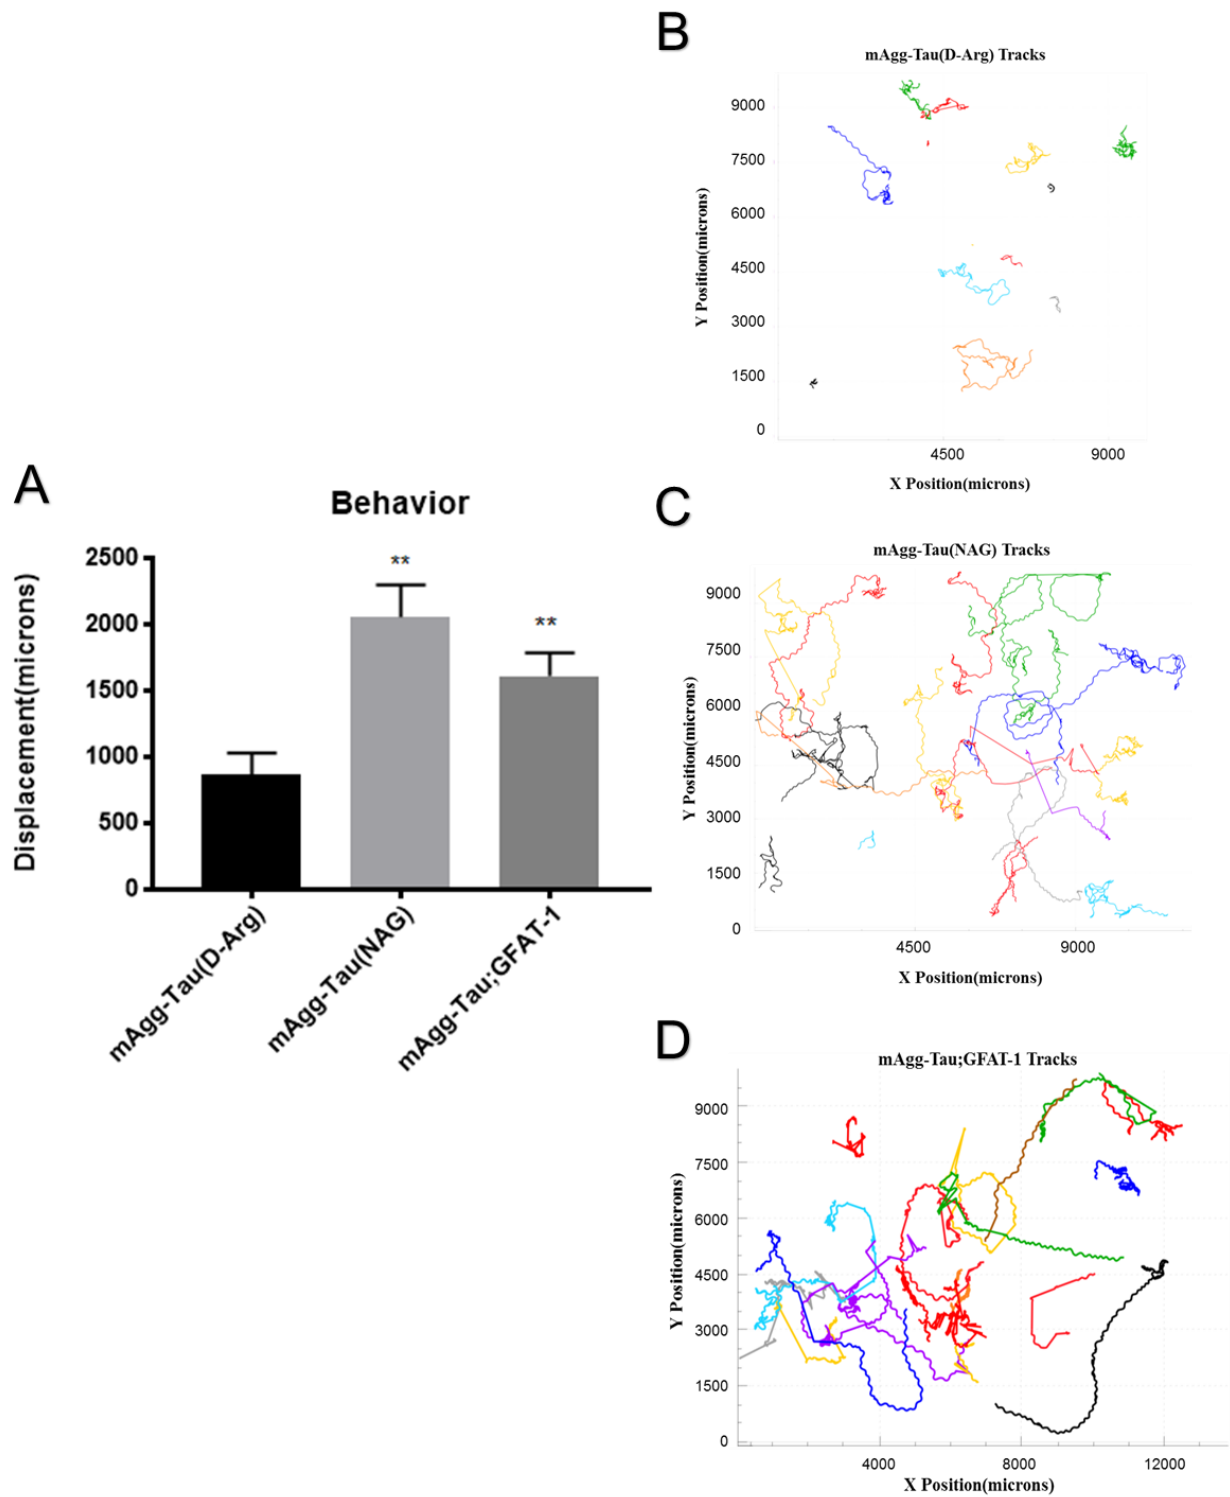 B
mAgg-Tau(D-Arg) Tracks
9000
7500
6000
4500
3000
1500
0
Y Position(microns)
4500 9000
X Position(microns)
A
Behavior
2500
2000
1500
1000
500
0
Displacement(microns)
**
**
mAgg-Tau(D-Arg)
mAgg-Tau(NAG)
mAgg-Tau;GFAT-1
C
mAgg-Tau(NAG) Tracks
9000
7500
6000
4500
3000
1500
0
Y Position(microns)
4500 9000
X Position(microns)
D
mAgg-Tau;GFAT-1 Tracks
9000
7500
6000
4500
3000
1500
0
Y Position(microns)
4000 8000 12000
X Position(microns)